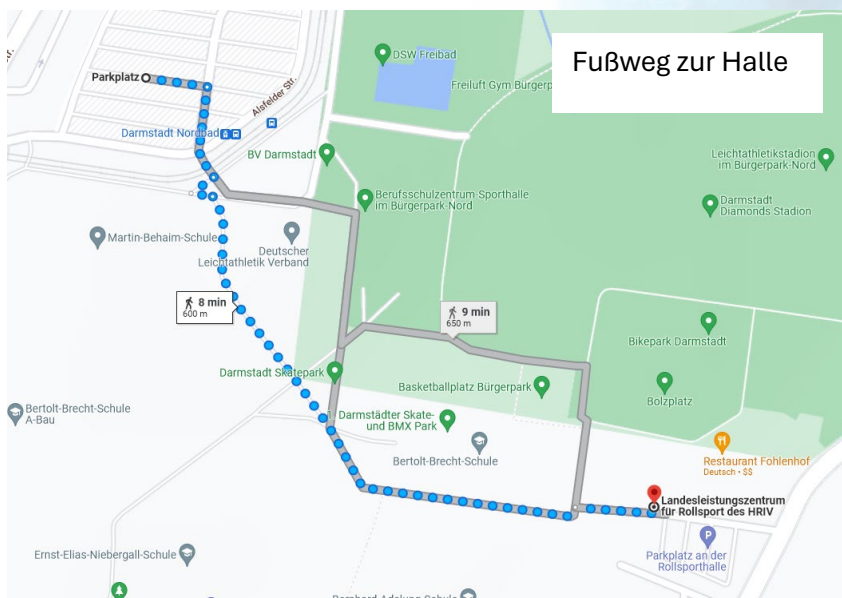 Fußweg zur Halle
DSW Freibad
Parkplatz
Freiluft Gym Bürgerp
Alsfelder Str.
Darmstadt Nordbad
BV Darmstadt
Leichtathletikstadion
im Bürgerpark-Nord
Berufsschulzentrum-Sporthalle
im Bürgerpark-Nord
Darmstadt
Diamonds Stadion
Martin-Behaim-Schule
Deutscher
Leichtathletik Verband
8 min
600 m
9 min
650 m
Bikepark Darmstadt
Darmstadt Skatepark
Basketballplatz Bürgerpark
Bolzplatz
Bertolt-Brecht-Schule
A-Bau
Darmstädter Skate-
und BMX Park
Bertolt-Brecht-Schule
Restaurant Fohlenhof
Deutsch • $$
Landesleistungszentrum
für Rollsport des HRIV
P
Parkplatz an der
Rollsporthalle
Ernst-Elias-Niebergall-Schule